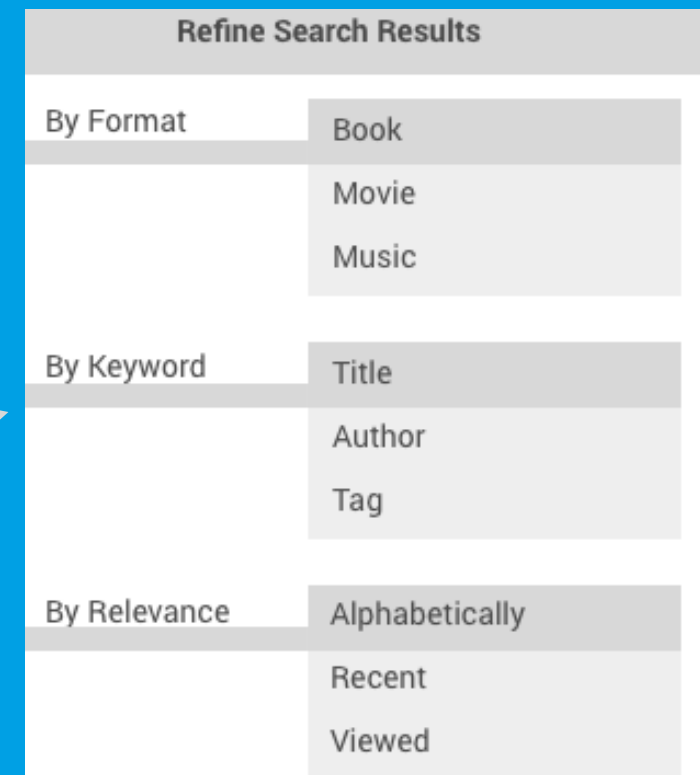 Refine Search Results
By Format
Book
Movie
Music
By Keyword
Title
Author
Tag
By Relevance
Alphabetically
Recent
Viewed